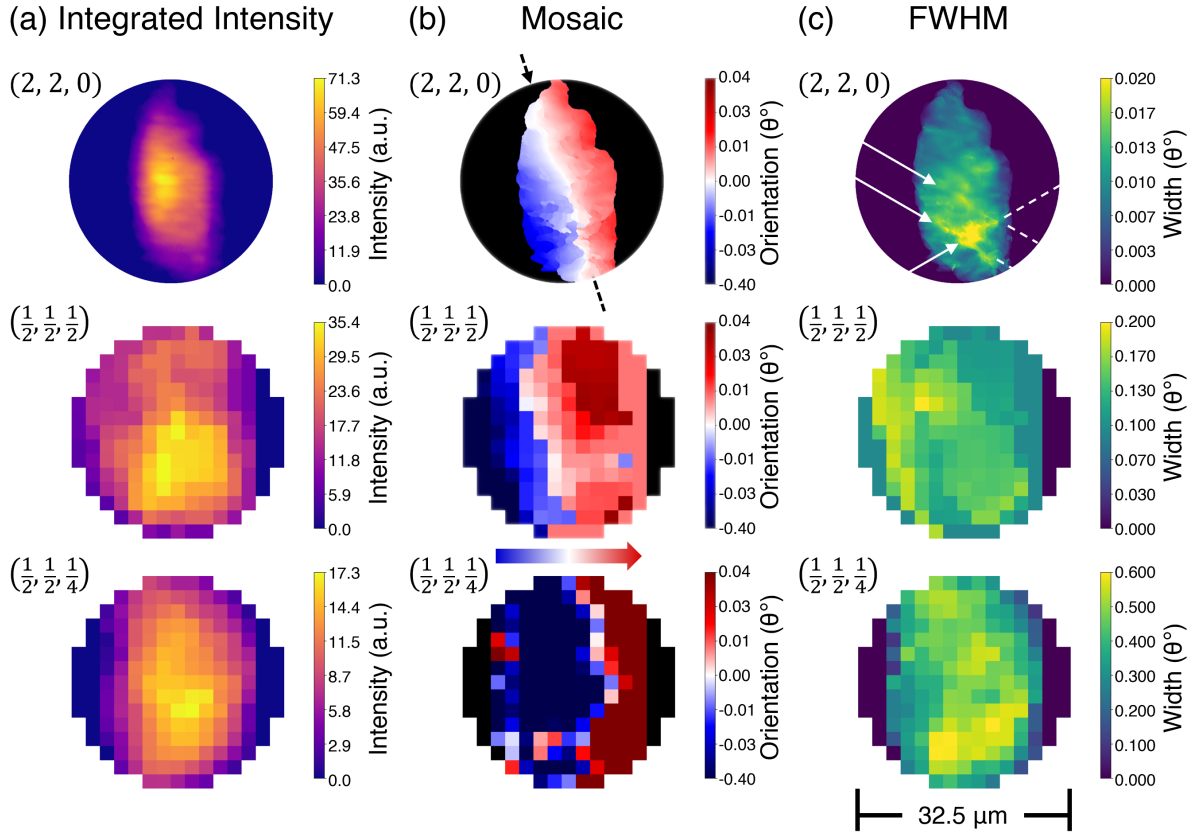 (a) Integrated Intensity
(b) Mosaic
(c) FWHM
(2, 2, 0)
71.3
59.4
47.5
35.6
23.8
11.9
0.0
Intensity (a.u.)
(2, 2, 0)
0.04
0.03
0.01
0.00
-0.01
-0.03
-0.40
Orientation (θ°)
(2, 2, 0)
0.020
0.017
0.013
0.010
0.007
0.003
0.000
Width (θ°)
(1/2, 1/2, 1/2)
35.4
29.5
23.6
17.7
11.8
5.9
0.0
Intensity (a.u.)
(1/2, 1/2, 1/2)
0.04
0.03
0.01
0.00
-0.01
-0.03
-0.40
Orientation (θ°)
(1/2, 1/2, 1/2)
0.200
0.170
0.130
0.100
0.070
0.030
0.000
Width (θ°)
(1/2, 1/2, 1/4)
17.3
14.4
11.5
8.7
5.8
2.9
0.0
Intensity (a.u.)
(1/2, 1/2, 1/4)
0.04
0.03
0.01
0.00
-0.01
-0.03
-0.40
Orientation (θ°)
(1/2, 1/2, 1/4)
0.600
0.500
0.400
0.300
0.200
0.100
0.000
Width (θ°)
32.5 μm